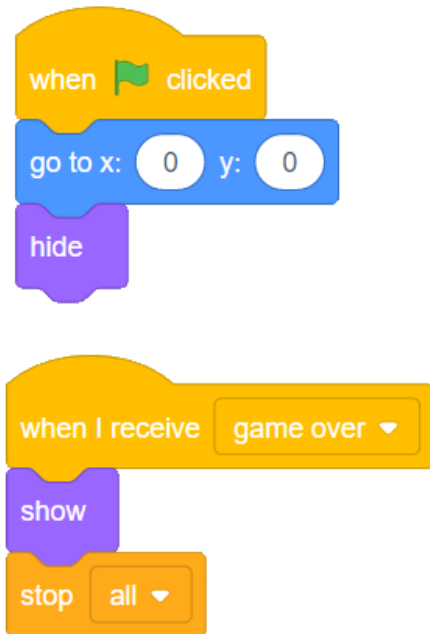 when clicked
go to x: 0 y: 0
hide
when I receive game over
show
stop all